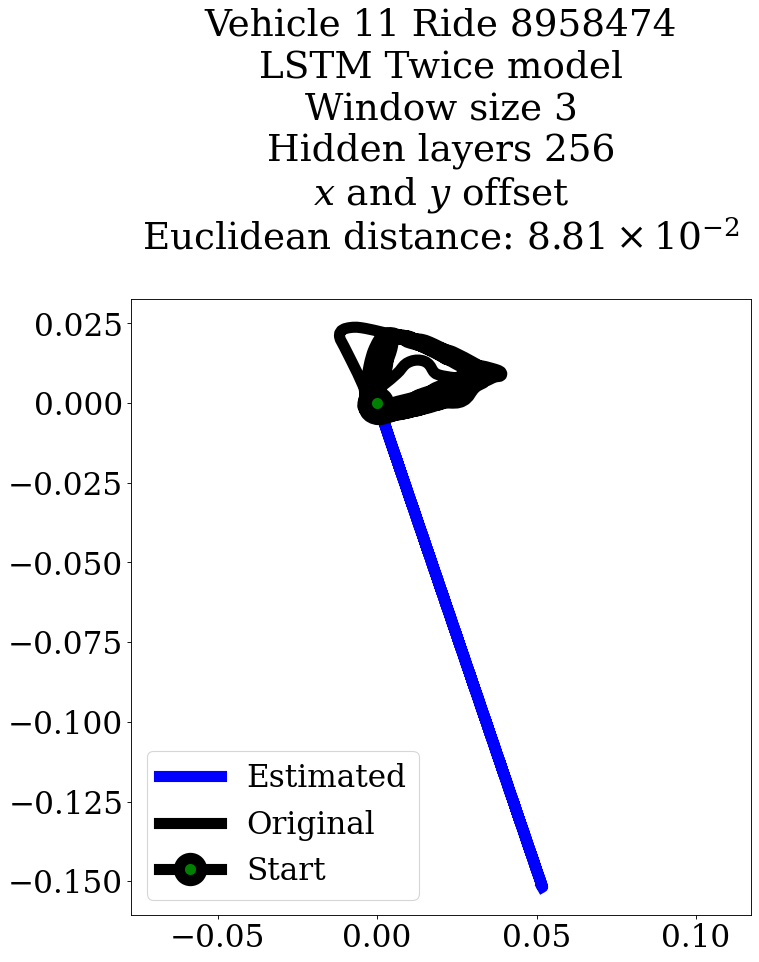 Vehicle 11 Ride 8958474
LSTM Twice model
Window size 3
Hidden layers 256
x and y offset
Euclidean distance: 8.81 × 10⁻²
0.025
0.000
−0.025
−0.050
−0.075
−0.100
−0.125
−0.150
Estimated
Original
Start
−0.05 0.00 0.05 0.10